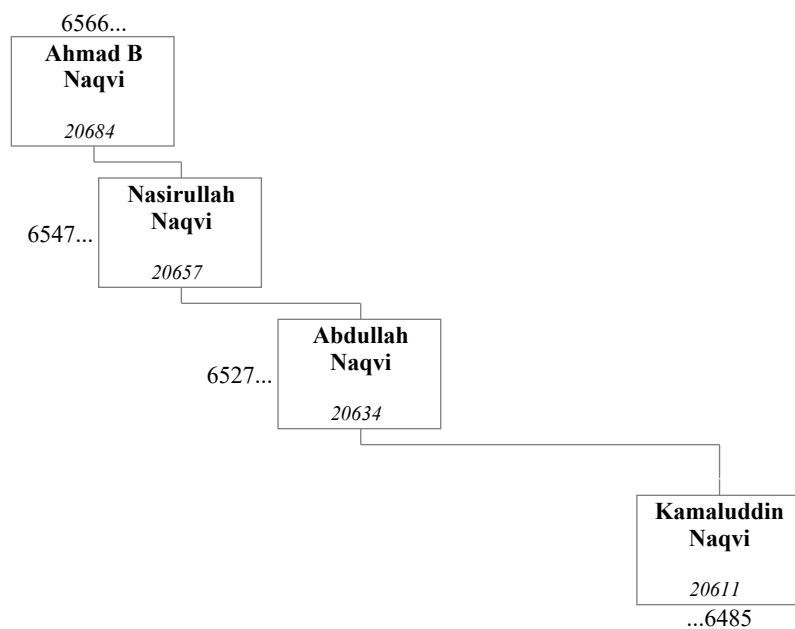 6566...
Ahmad B
Naqvi
20684
Nasirullah
Naqvi
6547...
20657
Abdullah
Naqvi
6527...
20634
Kamaluddin
Naqvi
20611
...6485